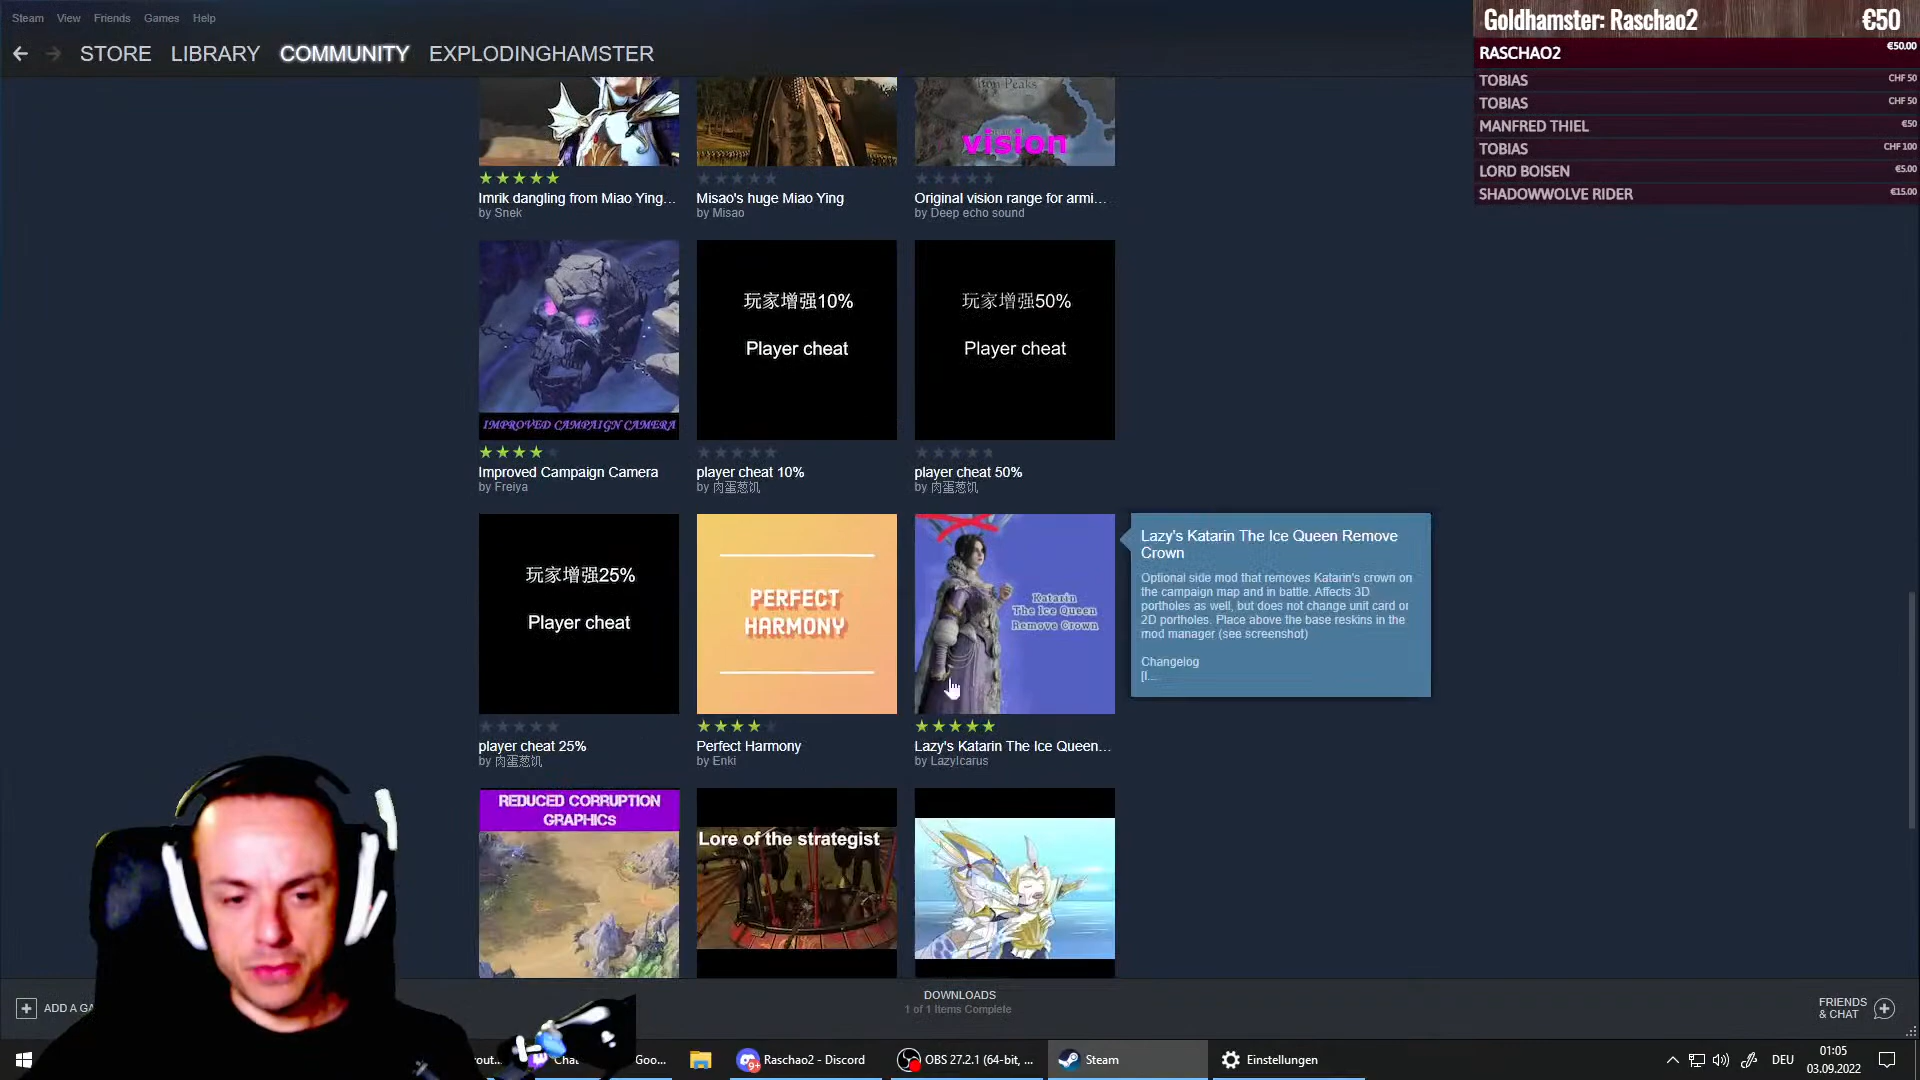 Steam View Friends Games Help
STORE LIBRARY COMMUNITY EXPLODINGHAMSTER
Goldhamster: Raschao2 €50
RASCHAO2 €50.00
TOBIAS CHF 50
TOBIAS CHF 50
MANFRED THIEL €50
TOBIAS CHF 100
LORD BOISEN €5.00
SHADOWWOLVE RIDER €15.00
Peaks
vision
Imrik dangling from Miao Ying...
by Snek
Misao's huge Miao Ying
by Misao
Original vision range for armi...
by Deep echo sound
IMPROVED CAMPAIGN CAMERA
玩家增强10%
Player cheat
玩家增强50%
Player cheat
Improved Campaign Camera
by Freiya
player cheat 10%
by 肉蛋葱饥
player cheat 50%
by 肉蛋葱饥
玩家增强25%
Player cheat
PERFECT
HARMONY
Katarin
The Ice Queen
Remove Crown
Lazy's Katarin The Ice Queen Remove
Crown
Optional side mod that removes Katarin's crown on
the campaign map and in battle. Affects 3D
portholes as well, but does not change unit card or
2D portholes. Place above the base reskins in the
mod manager (see screenshot)
Changelog
[l...
player cheat 25%
by 肉蛋葱饥
Perfect Harmony
by Enki
Lazy's Katarin The Ice Queen...
by LazyIcarus
REDUCED CORRUPTION
GRAPHICS
Lore of the strategist
ADD A GA
DOWNLOADS
1 of 1 Items Complete
FRIENDS
& CHAT
rout...
Chat
Goo...
9+
Raschao2 - Discord
OBS 27.2.1 (64-bit, ...
Steam
Einstellungen
DEU
01:05
03.09.2022